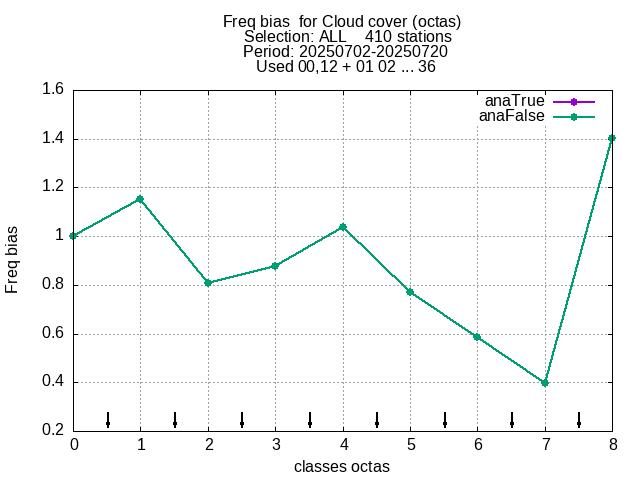 Freq bias  for Cloud cover (octas)
Selection: ALL    410 stations
Period: 20250702-20250720
Used 00,12 + 01 02 ... 36
anaTrue
anaFalse
1.6
1.4
1.2
1
0.8
0.6
0.4
0.2
Freq bias
0 1 2 3 4 5 6 7 8
classes octas